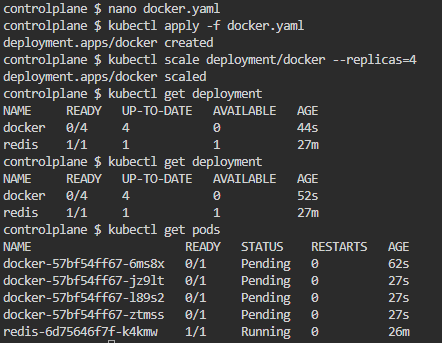 controlplane $ nano docker.yaml
controlplane $ kubectl apply -f docker.yaml
deployment.apps/docker created
controlplane $ kubectl scale deployment/docker --replicas=4
deployment.apps/docker scaled
controlplane $ kubectl get deployment
NAME READY UP-TO-DATE AVAILABLE AGE
docker 0/4 4 0 44s
redis 1/1 1 1 27m
controlplane $ kubectl get deployment
NAME READY UP-TO-DATE AVAILABLE AGE
docker 0/4 4 0 52s
redis 1/1 1 1 27m
controlplane $ kubectl get pods
NAME READY STATUS RESTARTS AGE
docker-57bf54ff67-6ms8x 0/1 Pending 0 62s
docker-57bf54ff67-jz9lt 0/1 Pending 0 27s
docker-57bf54ff67-l89s2 0/1 Pending 0 27s
docker-57bf54ff67-ztmss 0/1 Pending 0 27s
redis-6d75646f7f-k4kmw 1/1 Running 0 26m